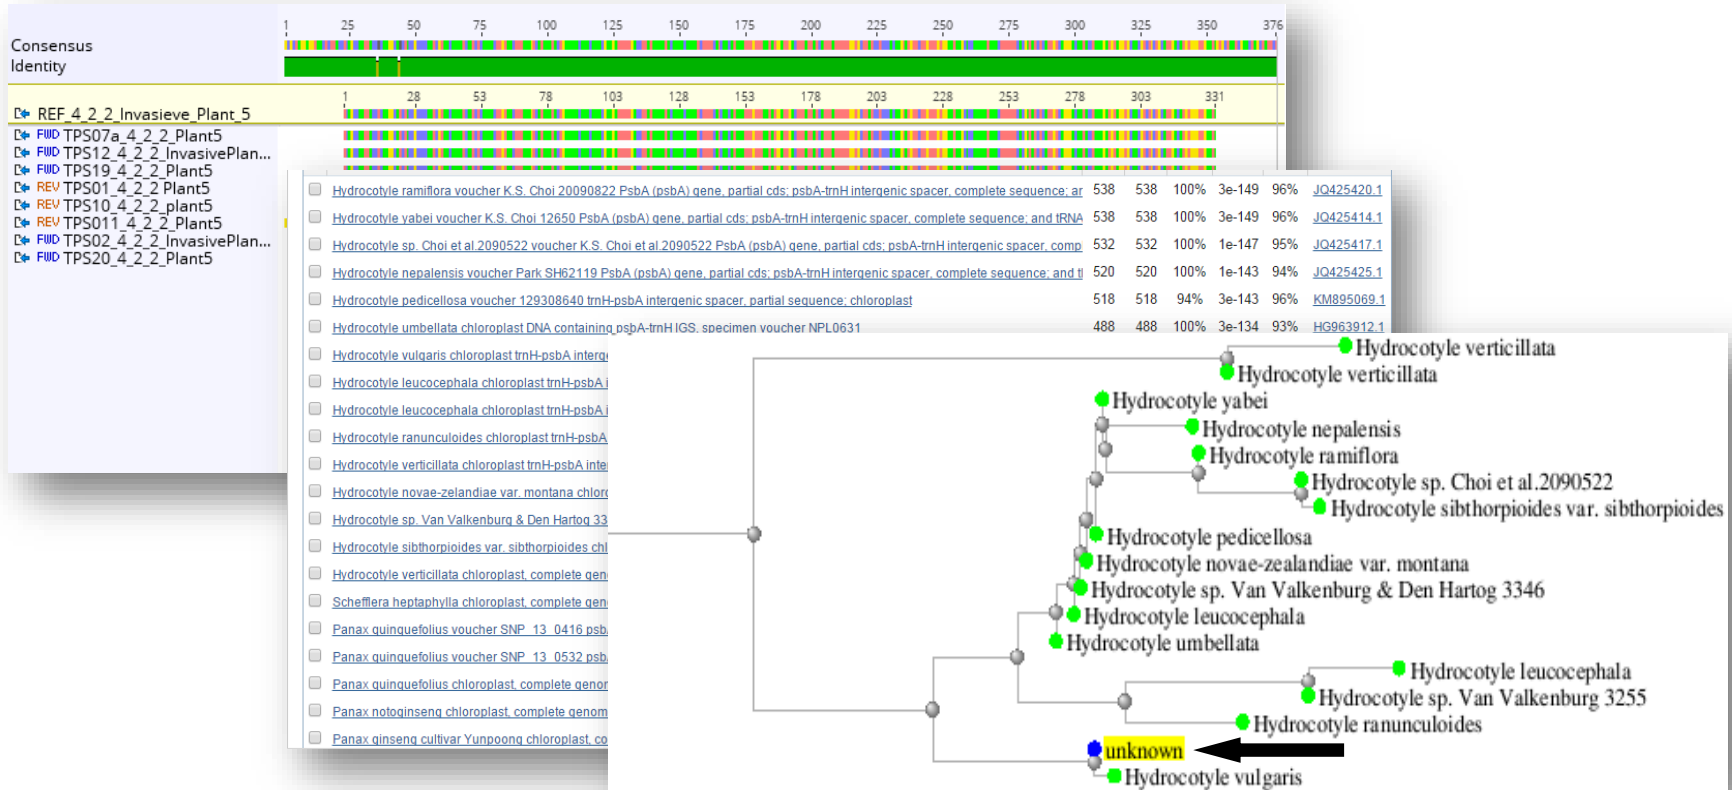 1 25 50 75 100 125 150 175 200 225 250 275 300 325 350 376
Consensus
Identity
1 28 53 78 103 128 153 178 203 228 253 278 303 331
REF_4_2_2_Invasieve_Plant_5
FWD TPS07a_4_2_2_Plant5
FWD TPS12_4_2_2_InvasivePlan...
FWD TPS19_4_2_2_Plant5
REV TPS01_4_2_2 Plant5
REV TPS10_4_2_plant5
REV TPS011_4_2_2_Plant5
FWD TPS02_4_2_2_InvasivePlan...
FWD TPS20_4_2_2_Plant5
Hydrocotyle ramiflora voucher K.S. Choi 20090822 PsbA (psbA) gene, partial cds; psbA-trnH intergenic spacer, complete sequence; ar 538 538 100% 3e-149 96% JQ425420.1
Hydrocotyle yabei voucher K.S. Choi 12650 PsbA (psbA) gene, partial cds; psbA-trnH intergenic spacer, complete sequence; and tRNA 538 538 100% 3e-149 96% JQ425414.1
Hydrocotyle sp. Choi et al.2090522 voucher K.S. Choi et al.2090522 PsbA (psbA) gene, partial cds; psbA-trnH intergenic spacer, comp 532 532 100% 1e-147 95% JQ425417.1
Hydrocotyle nepalensis voucher Park SH62119 PsbA (psbA) gene, partial cds; psbA-trnH intergenic spacer, complete sequence; and tl 520 520 100% 1e-143 94% JQ425425.1
Hydrocotyle pedicellosa voucher 129308640 trnH-psbA intergenic spacer, partial sequence; chloroplast 518 518 94% 3e-143 96% KM895069.1
Hydrocotyle umbellata chloroplast DNA containing psbA-trnH IGS, specimen voucher NPL0631 488 488 100% 3e-134 93% HG963912.1
Hydrocotyle vulgaris chloroplast trnH-psbA interge
Hydrocotyle leucocephala chloroplast trnH-psbA i
Hydrocotyle leucocephala chloroplast trnH-psbA i
Hydrocotyle ranunculoides chloroplast trnH-psbA
Hydrocotyle verticillata chloroplast trnH-psbA inte
Hydrocotyle novae-zelandiae var. montana chlorc
Hydrocotyle sp. Van Valkenburg & Den Hartog 33
Hydrocotyle sibthorpioides var. sibthorpioides chl
Hydrocotyle verticillata chloroplast, complete gen
Schefflera heptaphylla chloroplast, complete gen
Panax quinquefolius voucher SNP_13_0416 psb
Panax quinquefolius voucher SNP_13_0532 psb
Panax quinquefolius chloroplast, complete genor
Panax notoginseng chloroplast, complete genom
Panax ginseng cultivar Yunpoong chloroplast, co
Hydrocotyle verticillata
Hydrocotyle verticillata
Hydrocotyle yabei
Hydrocotyle nepalensis
Hydrocotyle ramiflora
Hydrocotyle sp. Choi et al.2090522
Hydrocotyle sibthorpioides var. sibthorpioides
Hydrocotyle pedicellosa
Hydrocotyle novae-zealandiae var. montana
Hydrocotyle sp. Van Valkenburg & Den Hartog 3346
Hydrocotyle leucocephala
Hydrocotyle umbellata
Hydrocotyle leucocephala
Hydrocotyle sp. Van Valkenburg 3255
Hydrocotyle ranunculoides
unknown
Hydrocotyle vulgaris